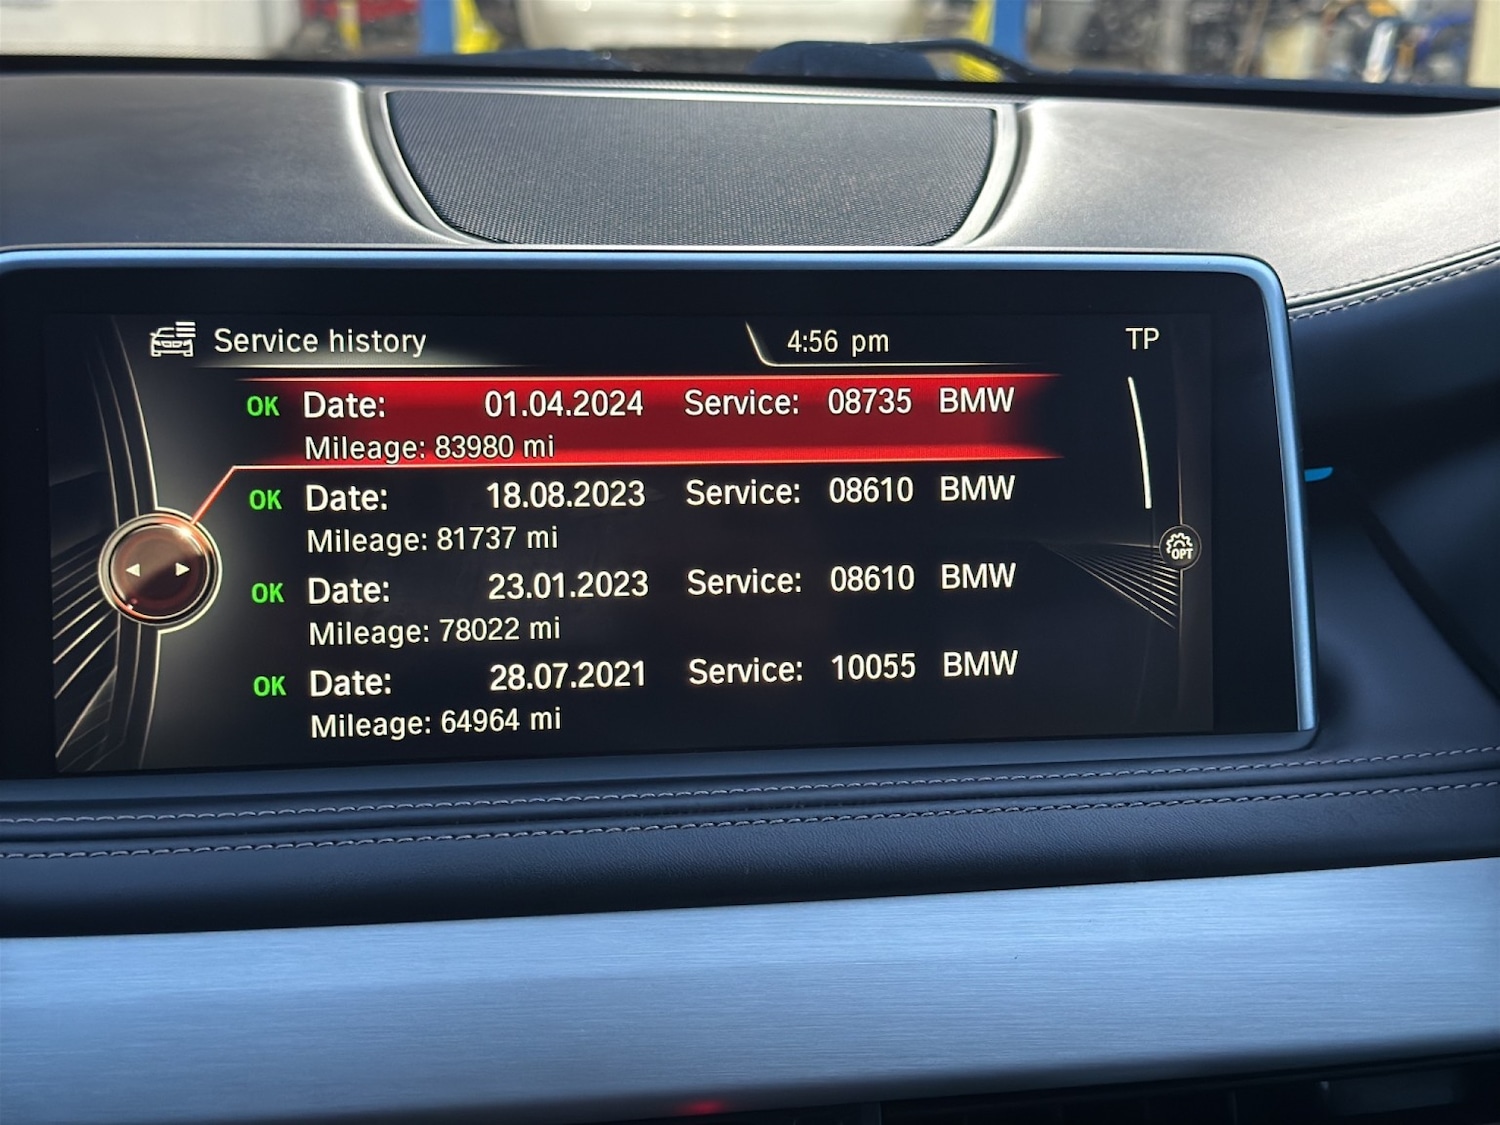 Service history 4:56 pm TP
OK Date: 01.04.2024 Service: 08735 BMW
Mileage: 83980 mi
OK Date: 18.08.2023 Service: 08610 BMW
Mileage: 81737 mi
OK Date: 23.01.2023 Service: 08610 BMW
Mileage: 78022 mi
OPT
OK Date: 28.07.2021 Service: 10055 BMW
Mileage: 64964 mi